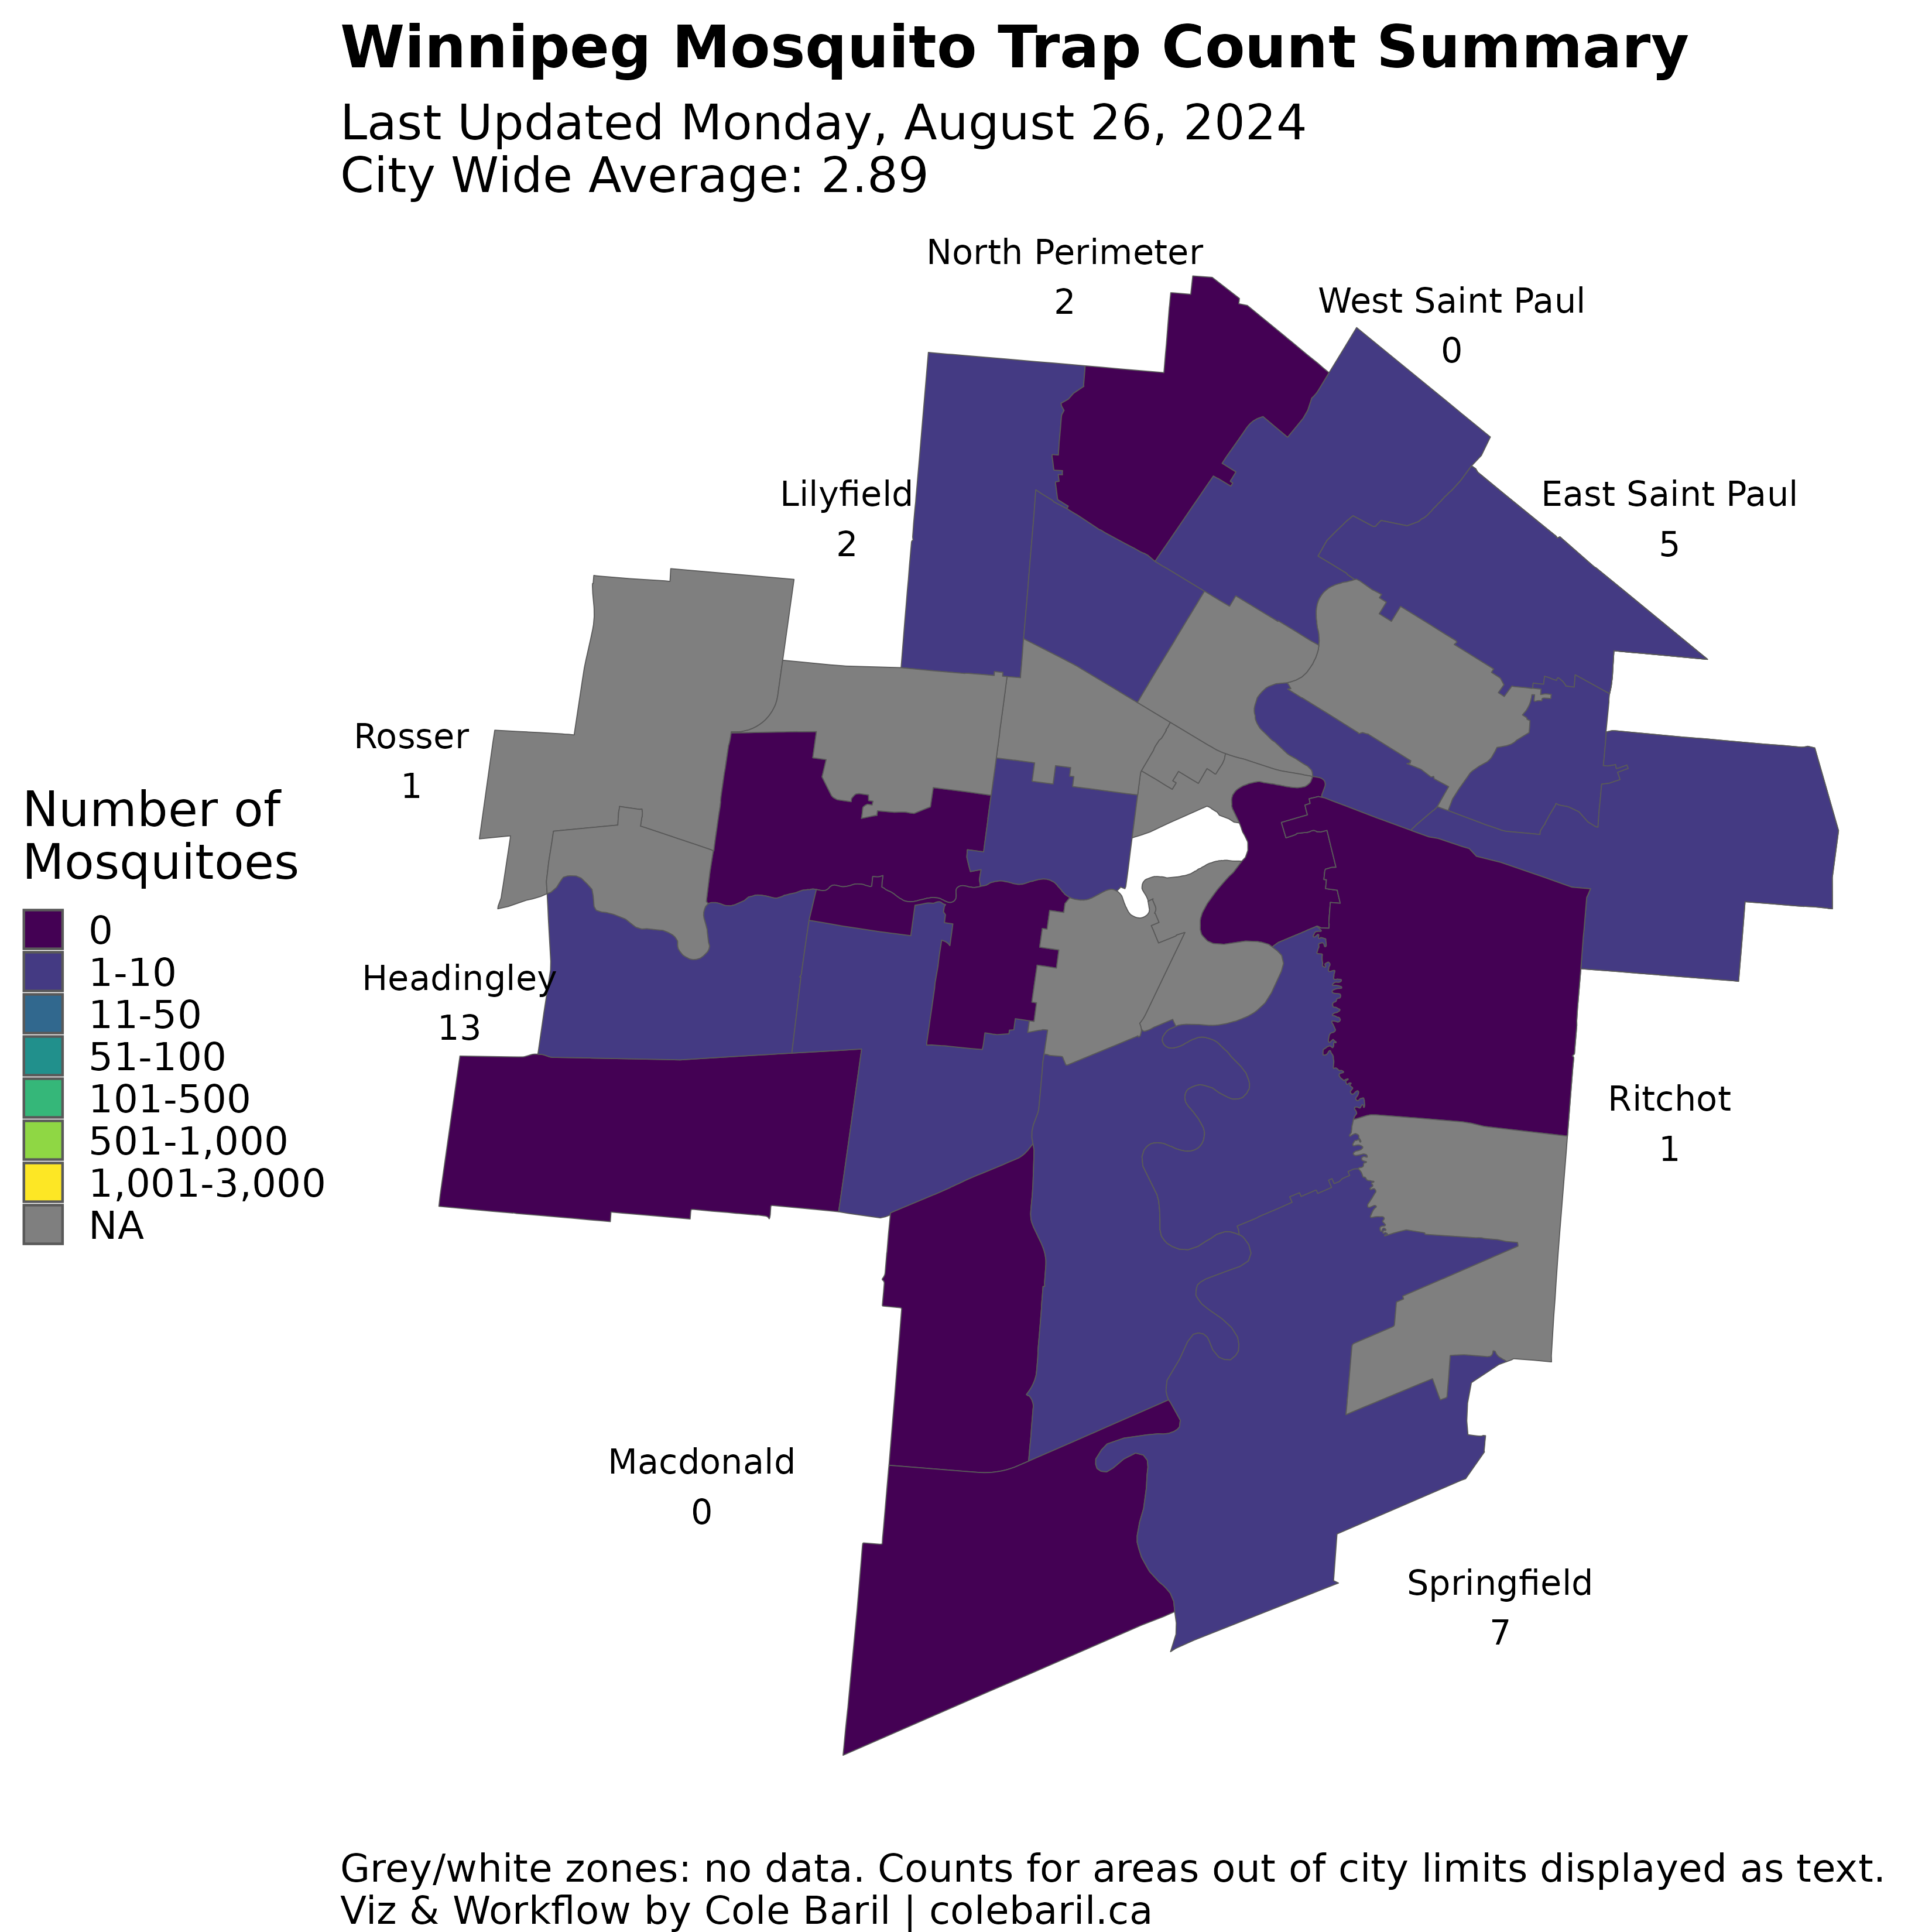 Winnipeg Mosquito Trap Count Summary
Last Updated Monday, August 26, 2024
City Wide Average: 2.89
North Perimeter
2
West Saint Paul
0
Lilyfield
2
East Saint Paul
5
Rosser
1
Number of
Mosquitoes
0
1-10
11-50
51-100
101-500
501-1,000
1,001-3,000
NA
Headingley
13
Ritchot
1
Macdonald
0
Springfield
7
Grey/white zones: no data. Counts for areas out of city limits displayed as text.
Viz & Workflow by Cole Baril | colebaril.ca